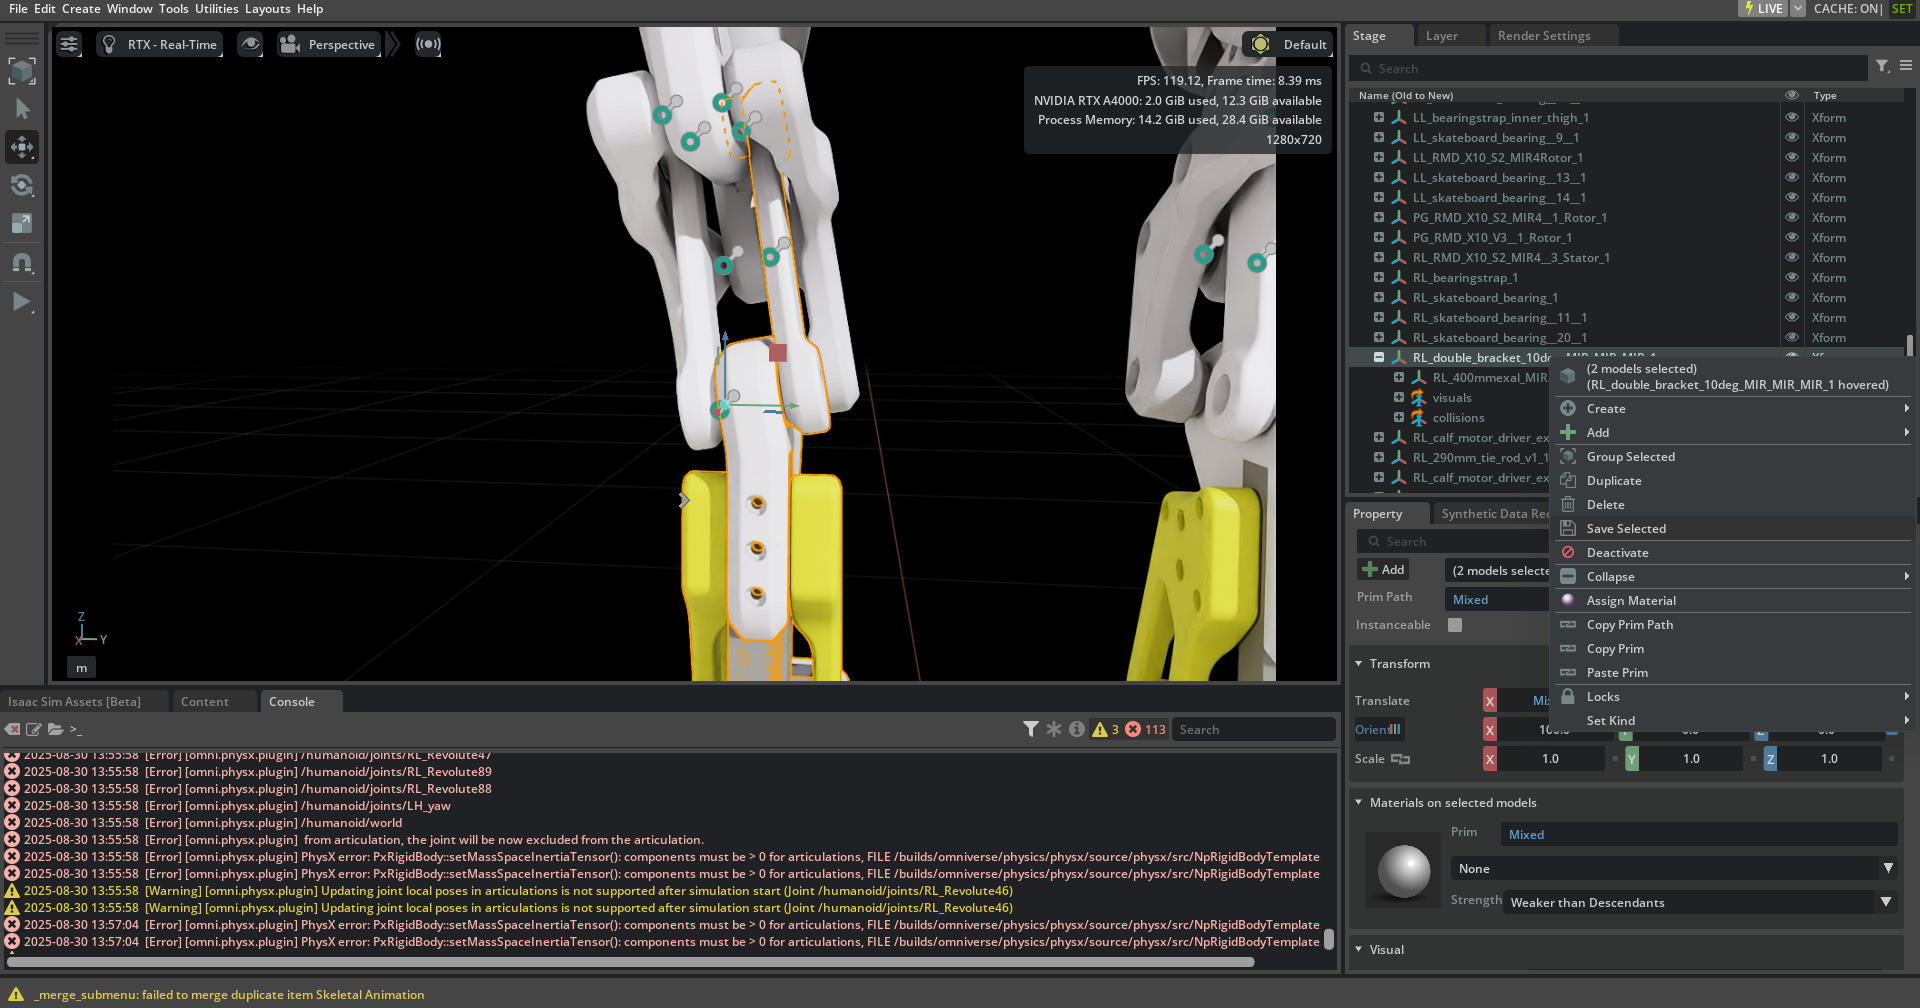 File Edit Create Window Tools Utilities Layouts Help
LIVE CACHE: ON SET
RTX - Real-Time
Perspective
Default
FPS: 119.12, Frame time: 8.39 ms
NVIDIA RTX A4000: 2.0 GiB used, 12.3 GiB available
Process Memory: 14.2 GiB used, 28.4 GiB available
1280x720
Z
X Y
m
Stage Layer Render Settings
Search
Name (Old to New) Type
LL_bearingstrap_inner_thigh_1 Xform
LL_skateboard_bearing__9__1 Xform
LL_RMD_X10_S2_MIR4Rotor_1 Xform
LL_skateboard_bearing__13__1 Xform
LL_skateboard_bearing__14__1 Xform
PG_RMD_X10_S2_MIR4__1_Rotor_1 Xform
PG_RMD_X10_V3__1_Rotor_1 Xform
RL_RMD_X10_S2_MIR4__3_Stator_1 Xform
RL_bearingstrap_1 Xform
RL_skateboard_bearing_1 Xform
RL_skateboard_bearing__11__1 Xform
RL_skateboard_bearing__20__1 Xform
RL_double_bracket_10de
RL_400mmexal_MIR
visuals
collisions
RL_calf_motor_driver_ex
RL_290mm_tie_rod_v1_1
RL_calf_motor_driver_ex
(2 models selected)
(RL_double_bracket_10deg_MIR_MIR_MIR_1 hovered)
Create
Add
Group Selected
Duplicate
Delete
Save Selected
Deactivate
Collapse
Assign Material
Copy Prim Path
Copy Prim
Paste Prim
Locks
Set Kind
Property Synthetic Data Rec
Search
Add (2 models selecte
Prim Path Mixed
Instanceable
Transform
Translate X Mi
Orient X
Scale X 1.0 Y 1.0 Z 1.0
Materials on selected models
Prim Mixed
None
Strength Weaker than Descendants
Visual
Isaac Sim Assets [Beta] Content Console
3 113 Search
2025-08-30 13:55:58 [Error] [omni.physx.plugin] /humanoid/joints/RL_Revolute47
2025-08-30 13:55:58 [Error] [omni.physx.plugin] /humanoid/joints/RL_Revolute89
2025-08-30 13:55:58 [Error] [omni.physx.plugin] /humanoid/joints/RL_Revolute88
2025-08-30 13:55:58 [Error] [omni.physx.plugin] /humanoid/joints/LH_yaw
2025-08-30 13:55:58 [Error] [omni.physx.plugin] /humanoid/world
2025-08-30 13:55:58 [Error] [omni.physx.plugin] from articulation, the joint will be now excluded from the articulation.
2025-08-30 13:55:58 [Error] [omni.physx.plugin] PhysX error: PxRigidBody::setMassSpaceInertiaTensor(): components must be > 0 for articulations, FILE /builds/omniverse/physics/physx/source/physx/src/NpRigidBodyTemplate
2025-08-30 13:55:58 [Error] [omni.physx.plugin] PhysX error: PxRigidBody::setMassSpaceInertiaTensor(): components must be > 0 for articulations, FILE /builds/omniverse/physics/physx/source/physx/src/NpRigidBodyTemplate
2025-08-30 13:55:58 [Warning] [omni.physx.plugin] Updating joint local poses in articulations is not supported after simulation start (Joint /humanoid/joints/RL_Revolute46)
2025-08-30 13:55:58 [Warning] [omni.physx.plugin] Updating joint local poses in articulations is not supported after simulation start (Joint /humanoid/joints/RL_Revolute46)
2025-08-30 13:57:04 [Error] [omni.physx.plugin] PhysX error: PxRigidBody::setMassSpaceInertiaTensor(): components must be > 0 for articulations, FILE /builds/omniverse/physics/physx/source/physx/src/NpRigidBodyTemplate
2025-08-30 13:57:04 [Error] [omni.physx.plugin] PhysX error: PxRigidBody::setMassSpaceInertiaTensor(): components must be > 0 for articulations, FILE /builds/omniverse/physics/physx/source/physx/src/NpRigidBodyTemplate
_merge_submenu: failed to merge duplicate item Skeletal Animation